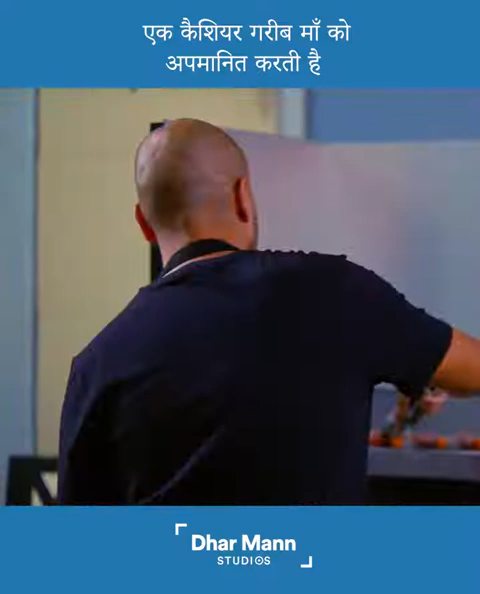 एक कैशियर गरीब माँ को
अपमानित करती है
Dhar Mann
STUDIOS